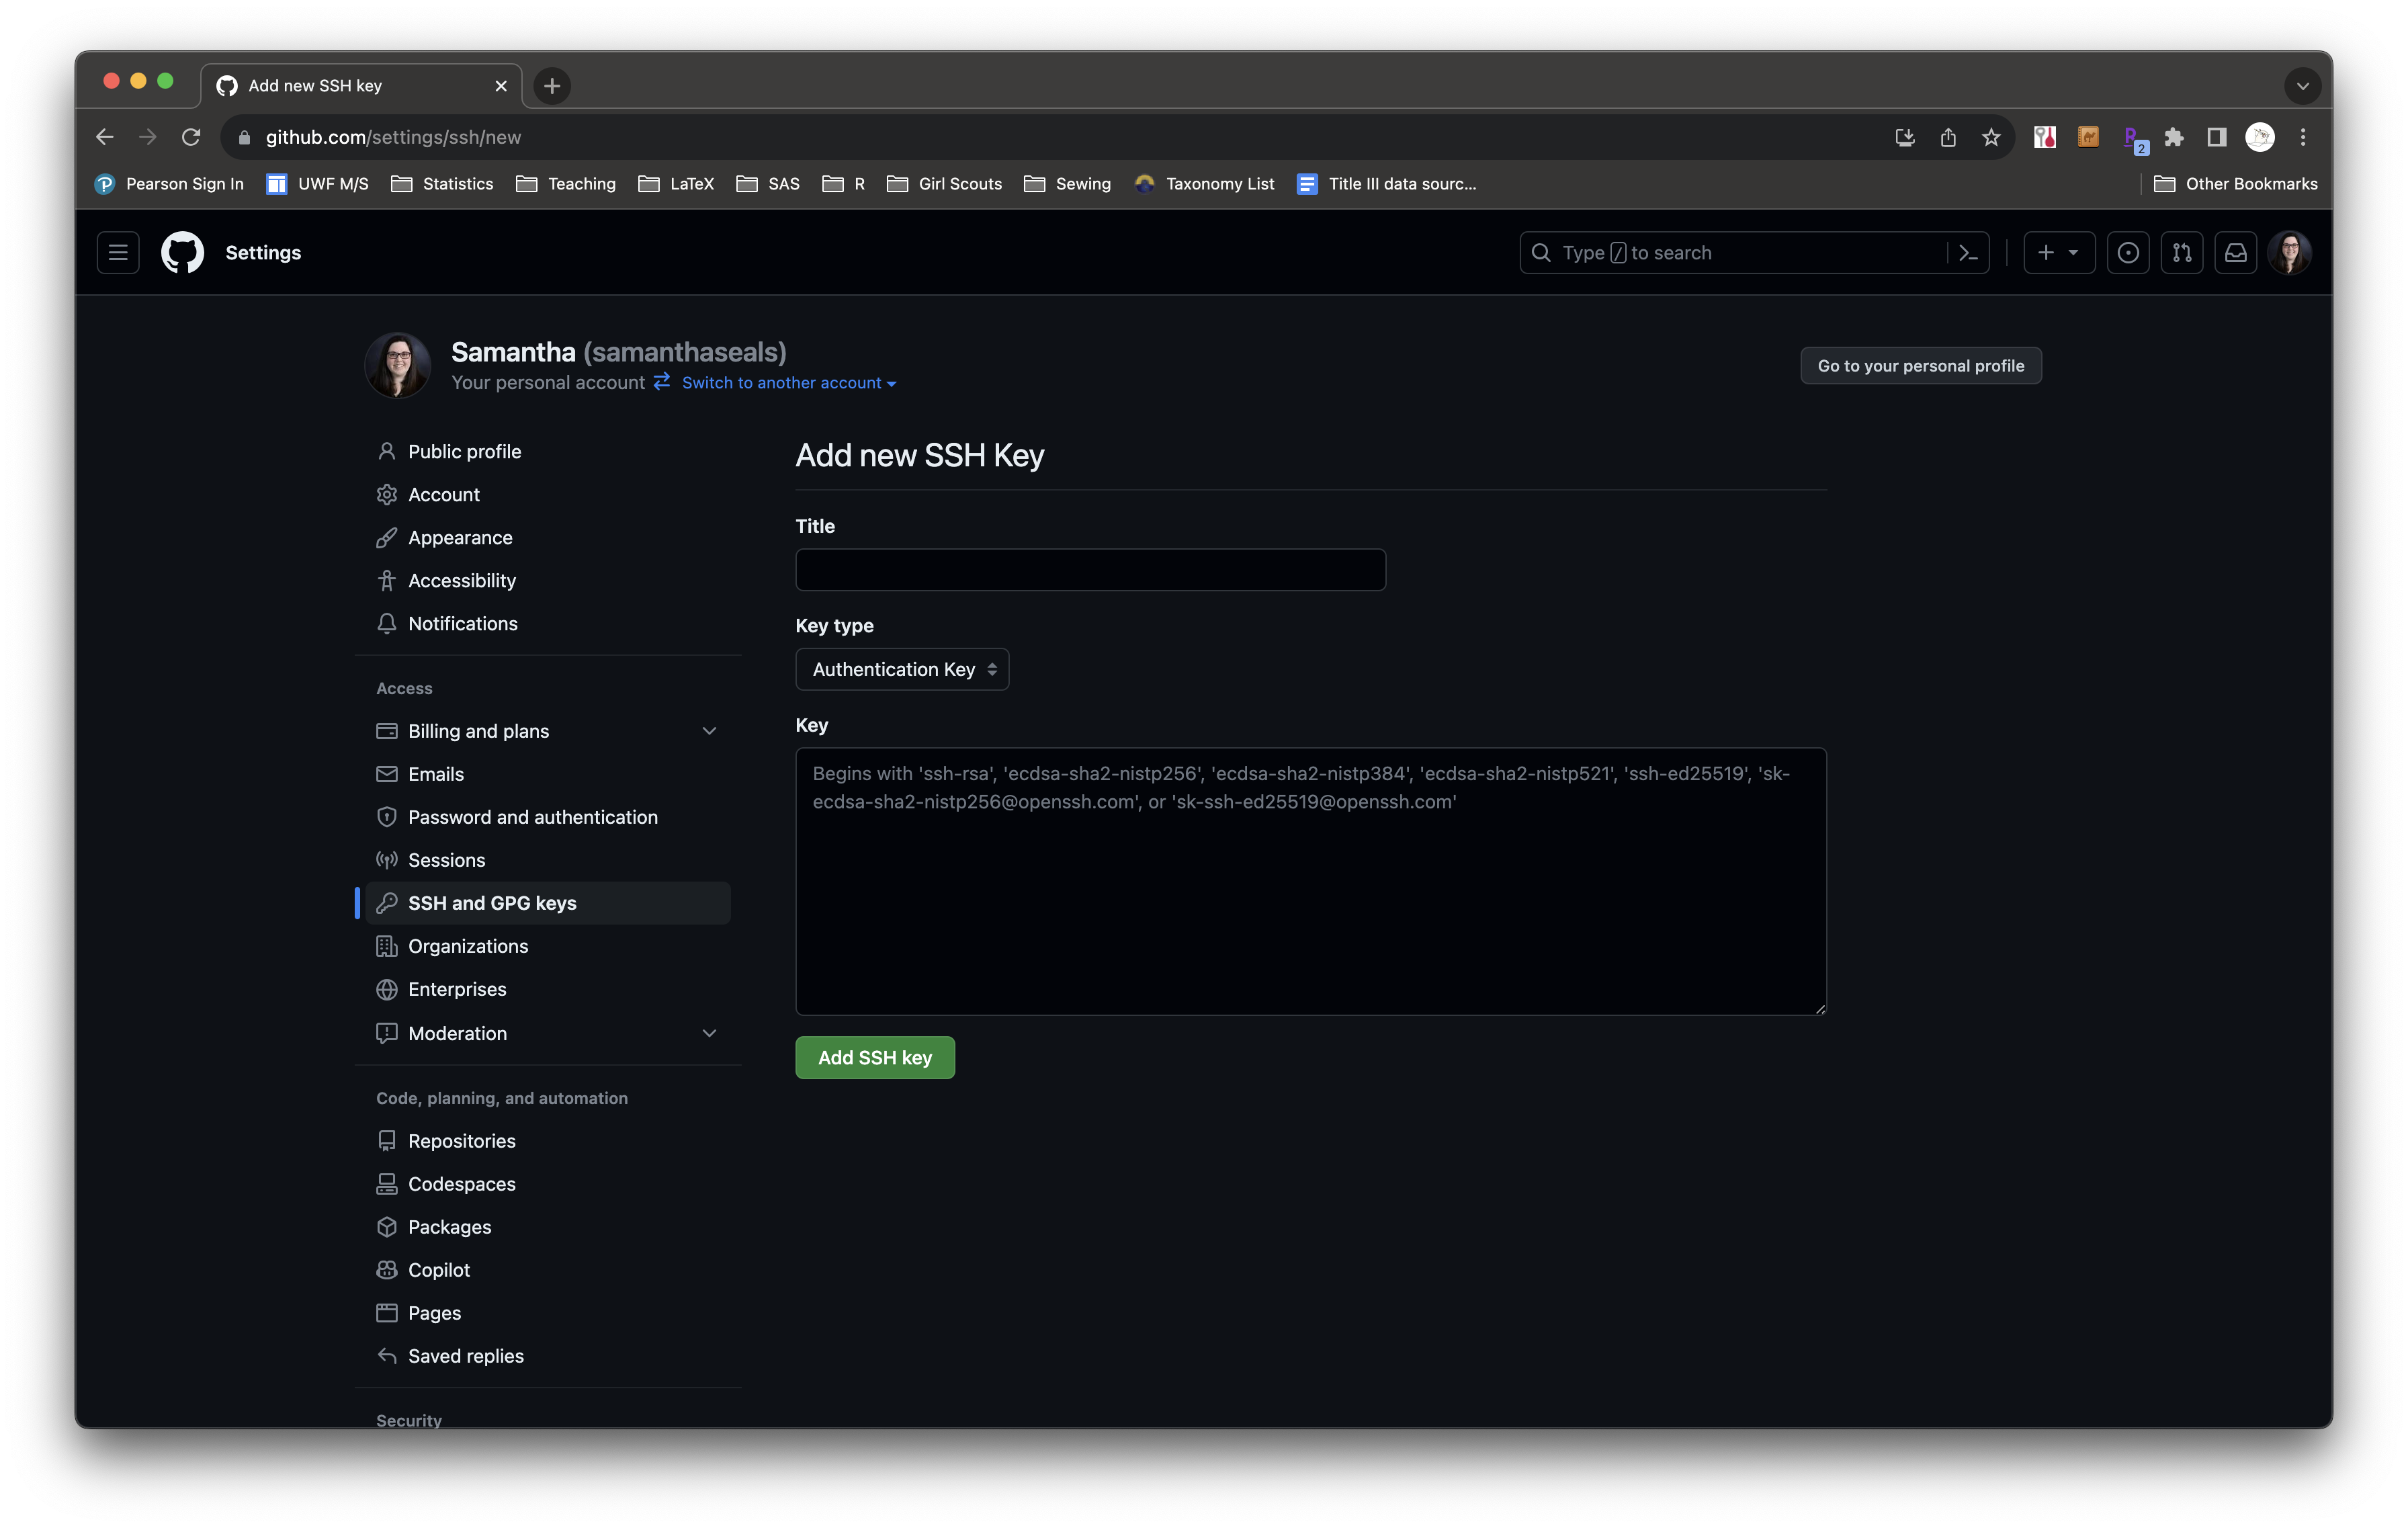 Add new SSH key
github.com/settings/ssh/new
2
Pearson Sign In UWF M/S Statistics Teaching LaTeX SAS R Girl Scouts Sewing Taxonomy List Title III data sourc... Other Bookmarks
Settings
Type / to search
Samantha (samanthaseals)
Your personal account Switch to another account
Go to your personal profile
Public profile
Account
Appearance
Accessibility
Notifications
Access
Billing and plans
Emails
Password and authentication
Sessions
SSH and GPG keys
Organizations
Enterprises
Moderation
Code, planning, and automation
Repositories
Codespaces
Packages
Copilot
Pages
Saved replies
Security
Add new SSH Key
Title
Key type
Authentication Key
Key
Begins with 'ssh-rsa', 'ecdsa-sha2-nistp256', 'ecdsa-sha2-nistp384', 'ecdsa-sha2-nistp521', 'ssh-ed25519', 'sk-
ecdsa-sha2-nistp256@openssh.com', or 'sk-ssh-ed25519@openssh.com'
Add SSH key